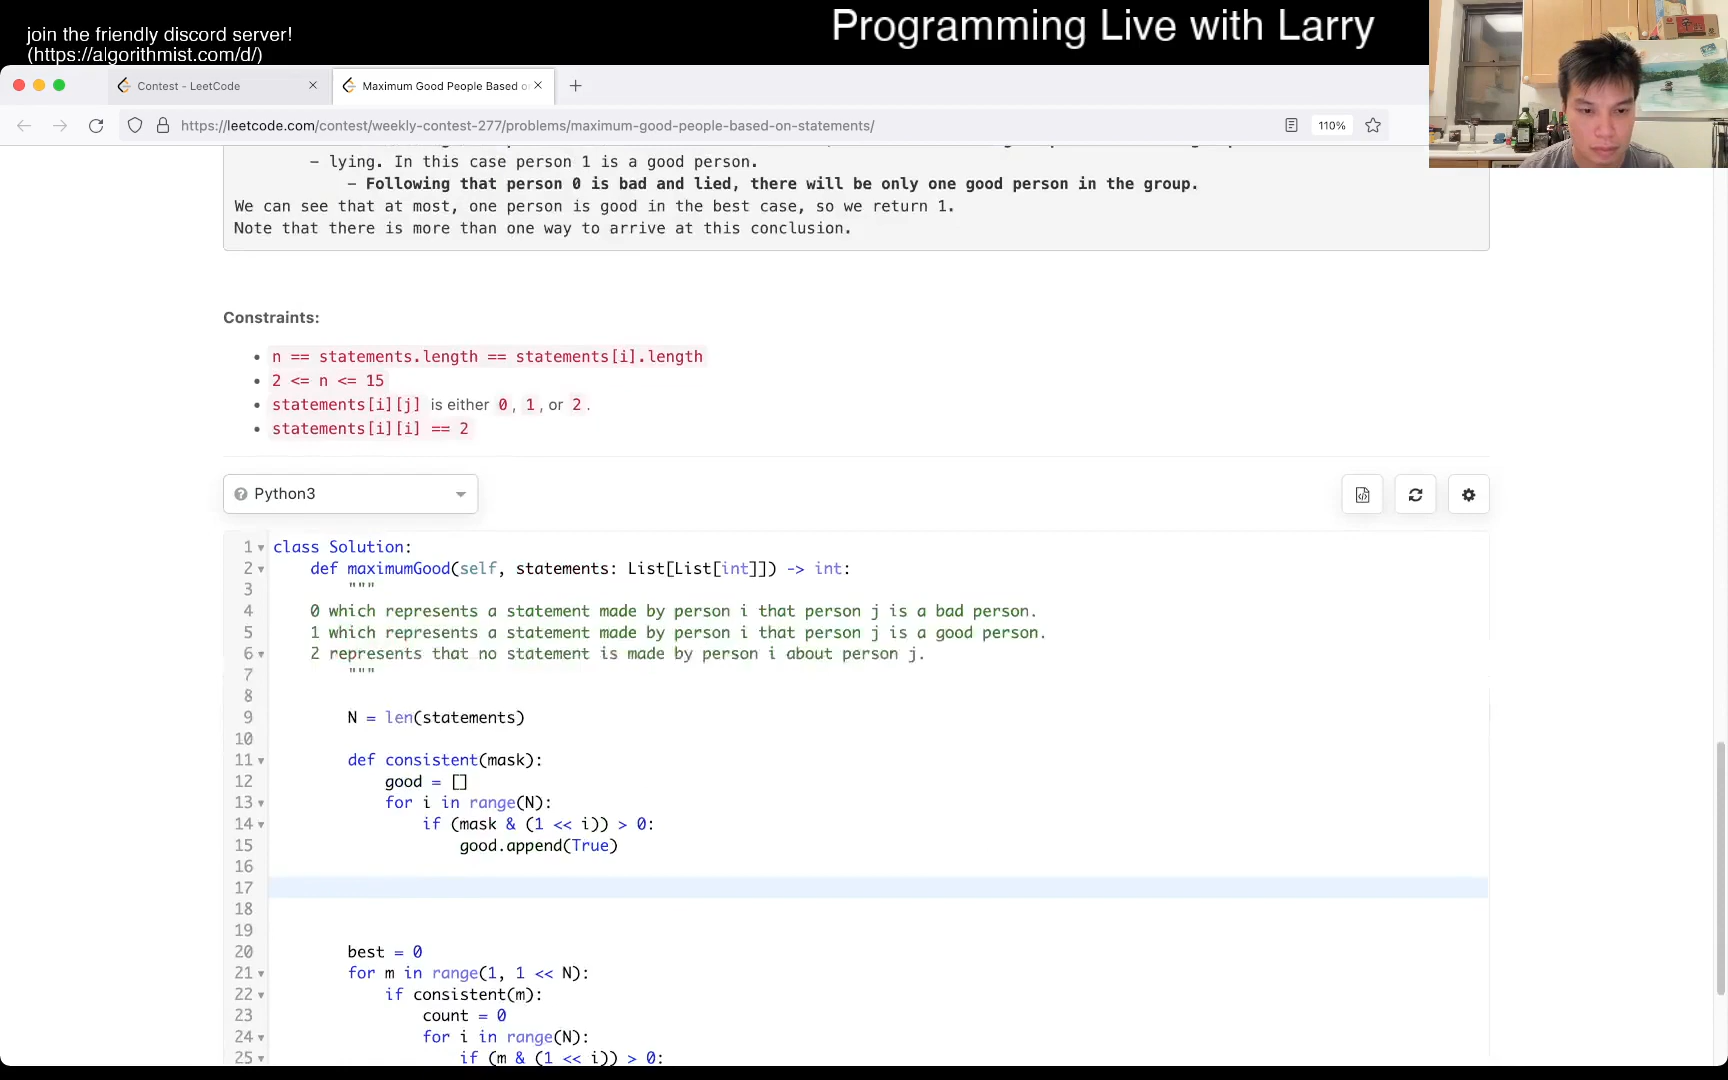 join the friendly discord server!
(https://algorithmist.com/d/)
Programming Live with Larry
Contest - LeetCode
Maximum Good People Based o
https://leetcode.com/contest/weekly-contest-277/problems/maximum-good-people-based-on-statements/
110%
– lying. In this case person 1 is a good person.
– Following that person 0 is bad and lied, there will be only one good person in the group.
We can see that at most, one person is good in the best case, so we return 1.
Note that there is more than one way to arrive at this conclusion.
Constraints:
n == statements.length == statements[i].length
2 <= n <= 15
statements[i][j] is either 0, 1, or 2.
statements[i][i] == 2
Python3
1 class Solution:
2 def maximumGood(self, statements: List[List[int]]) -> int:
3 """
4 0 which represents a statement made by person i that person j is a bad person.
5 1 which represents a statement made by person i that person j is a good person.
6 2 represents that no statement is made by person i about person j.
7 """
8
9 N = len(statements)
10
11 def consistent(mask):
12 good = []
13 for i in range(N):
14 if (mask & (1 << i)) > 0:
15 good.append(True)
16
17
18
19
20 best = 0
21 for m in range(1, 1 << N):
22 if consistent(m):
23 count = 0
24 for i in range(N):
25 if (m & (1 << i)) > 0: